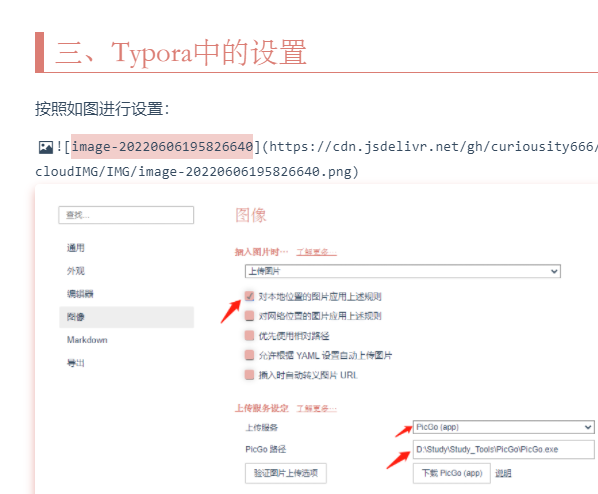 三、Typora中的设置
按照如图进行设置：
![image-20220606195826640](https://cdn.jsdelivr.net/gh/curiousity666/
cloudIMG/IMG/image-20220606195826640.png)
查找...
通用
外观
编辑器
图像
Markdown
导出
图像
插入图片时… 了解更多…
上传图片
对本地位置的图片应用上述规则
对网络位置的图片应用上述规则
优先使用相对路径
允许根据 YAML 设置自动上传图片
插入时自动转义图片 URL
上传服务设定 了解更多…
上传服务
PicGo (app)
PicGo 路径
D:\Study\Study_Tools\PicGo\PicGo.exe
验证图片上传选项
下载 PicGo (app)
说明